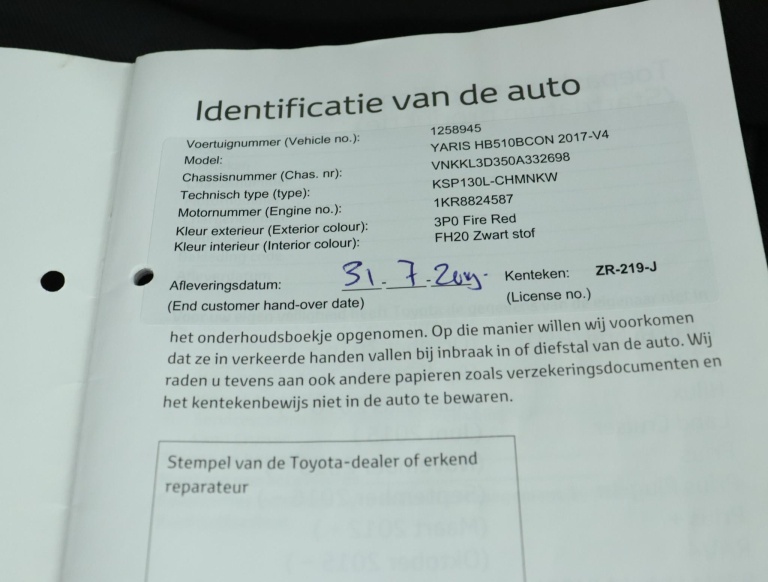 Identificatie van de auto
Voertuignummer (Vehicle no.): 1258945
Model: YARIS HB510BCON 2017-V4
Chassisnummer (Chas. nr): VNKKL3D350A332698
Technisch type (type): KSP130L-CHMNKW
Motornummer (Engine no.): 1KR8824587
Kleur exterieur (Exterior colour): 3P0 Fire Red
Kleur interieur (Interior colour): FH20 Zwart stof
Afleveringsdatum: 31.7. Kenteken: ZR-219-J
(End customer hand-over date) (License no.)
het onderhoudsboekje opgenomen. Op die manier willen wij voorkomen
dat ze in verkeerde handen vallen bij inbraak in of diefstal van de auto. Wij
raden u tevens aan ook andere papieren zoals verzekeringsdocumenten en
het kentekenbewijs niet in de auto te bewaren.
Stempel van de Toyota-dealer of erkend
reparateur